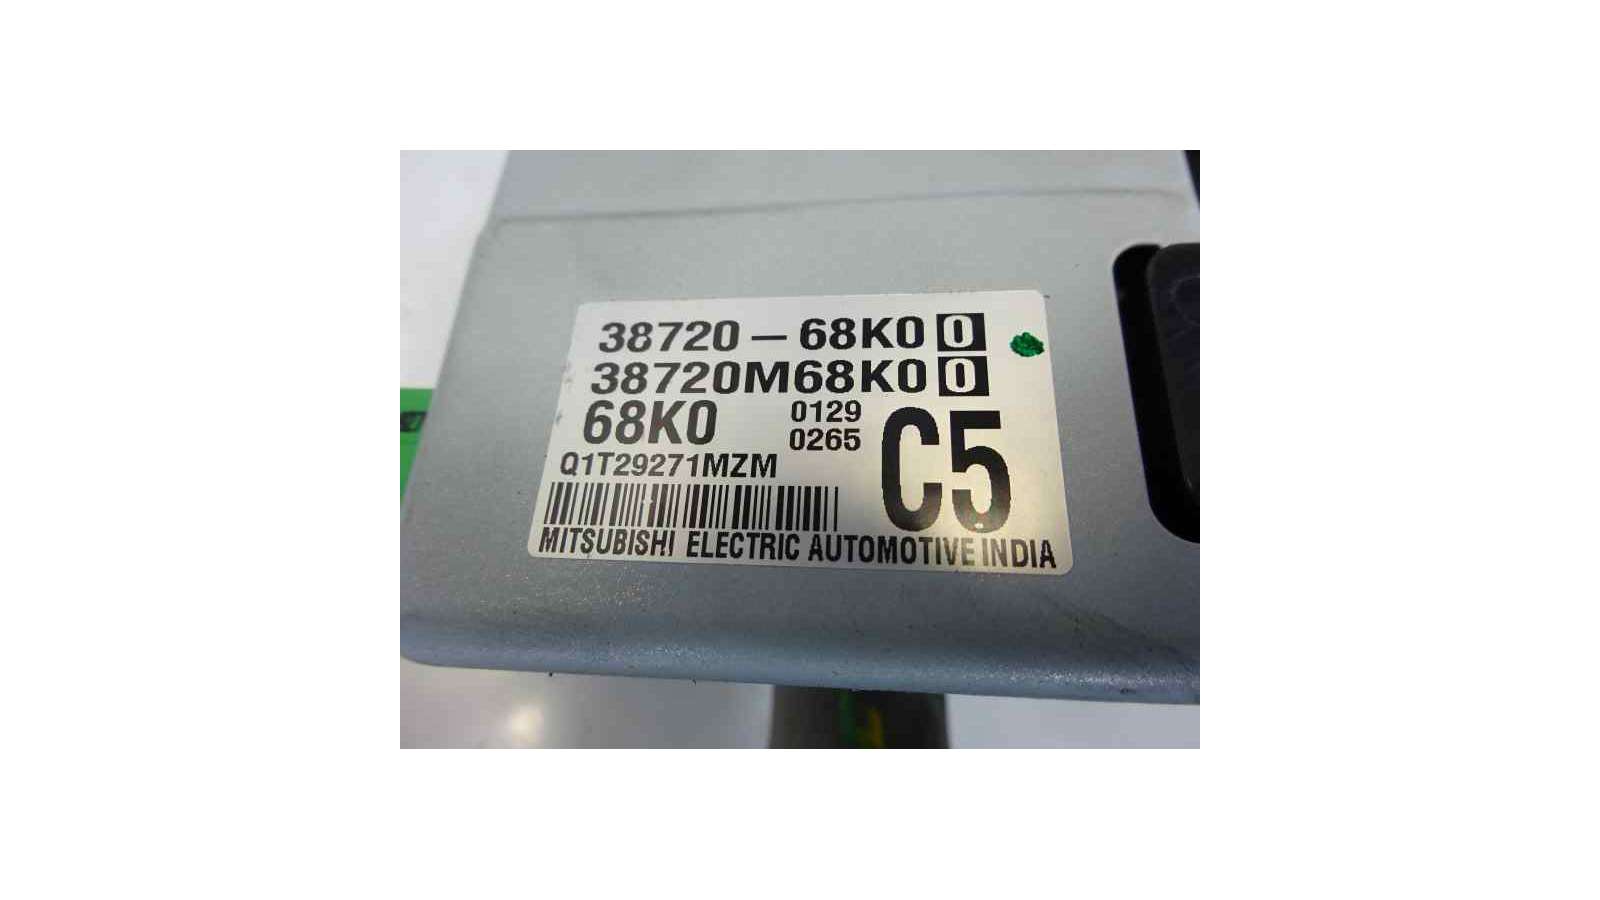 38720-68K00
38720M68K00
68K0 0129
0265
C5
Q1T29271MZM
MITSUBISHI ELECTRIC AUTOMOTIVE INDIA